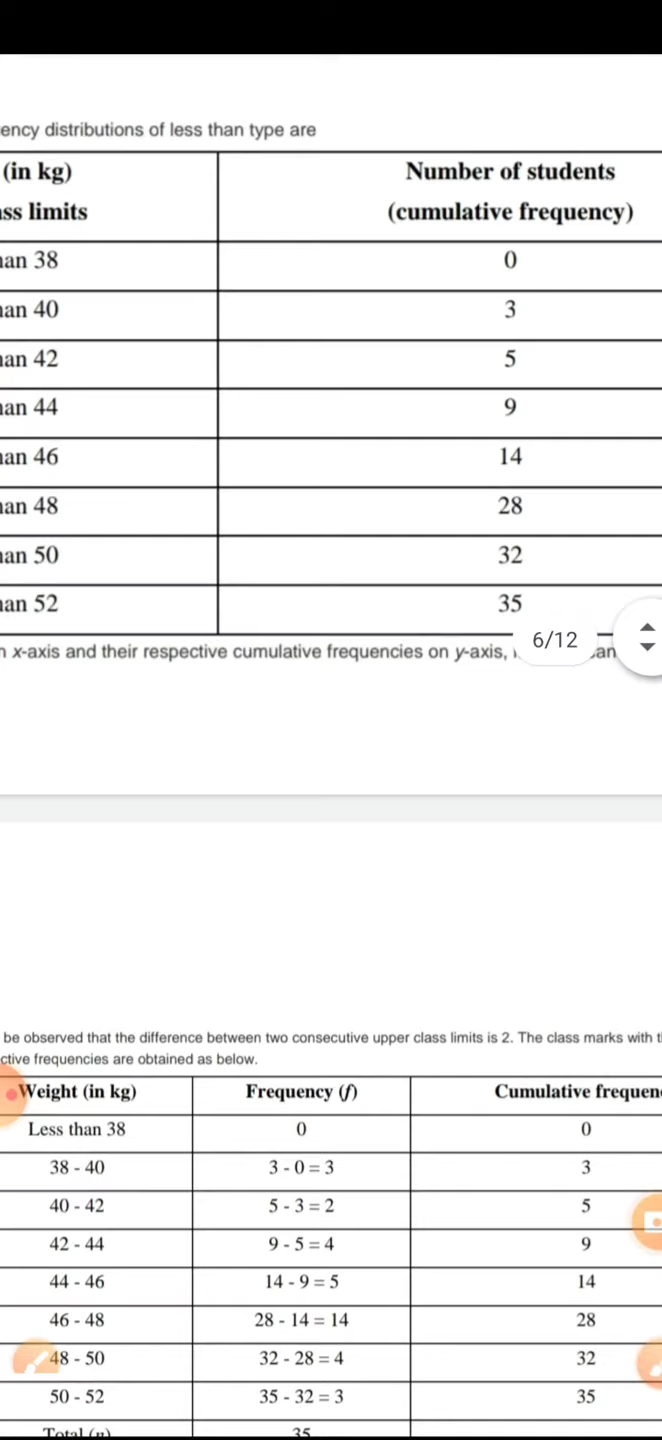 ency distributions of less than type are
(in kg) Number of students
ss limits (cumulative frequency)
an 38 0
an 40 3
an 42 5
an 44 9
an 46 14
an 48 28
an 50 32
an 52 35
x-axis and their respective cumulative frequencies on y-axis,
6/12
be observed that the difference between two consecutive upper class limits is 2. The class marks with
ctive frequencies are obtained as below.
Weight (in kg) Frequency (f) Cumulative frequen
Less than 38 0 0
38 - 40 3 - 0 = 3 3
40 - 42 5 - 3 = 2 5
42 - 44 9 - 5 = 4 9
44 - 46 14 - 9 = 5 14
46 - 48 28 - 14 = 14 28
48 - 50 32 - 28 = 4 32
50 - 52 35 - 32 = 3 35
Total (n) 35